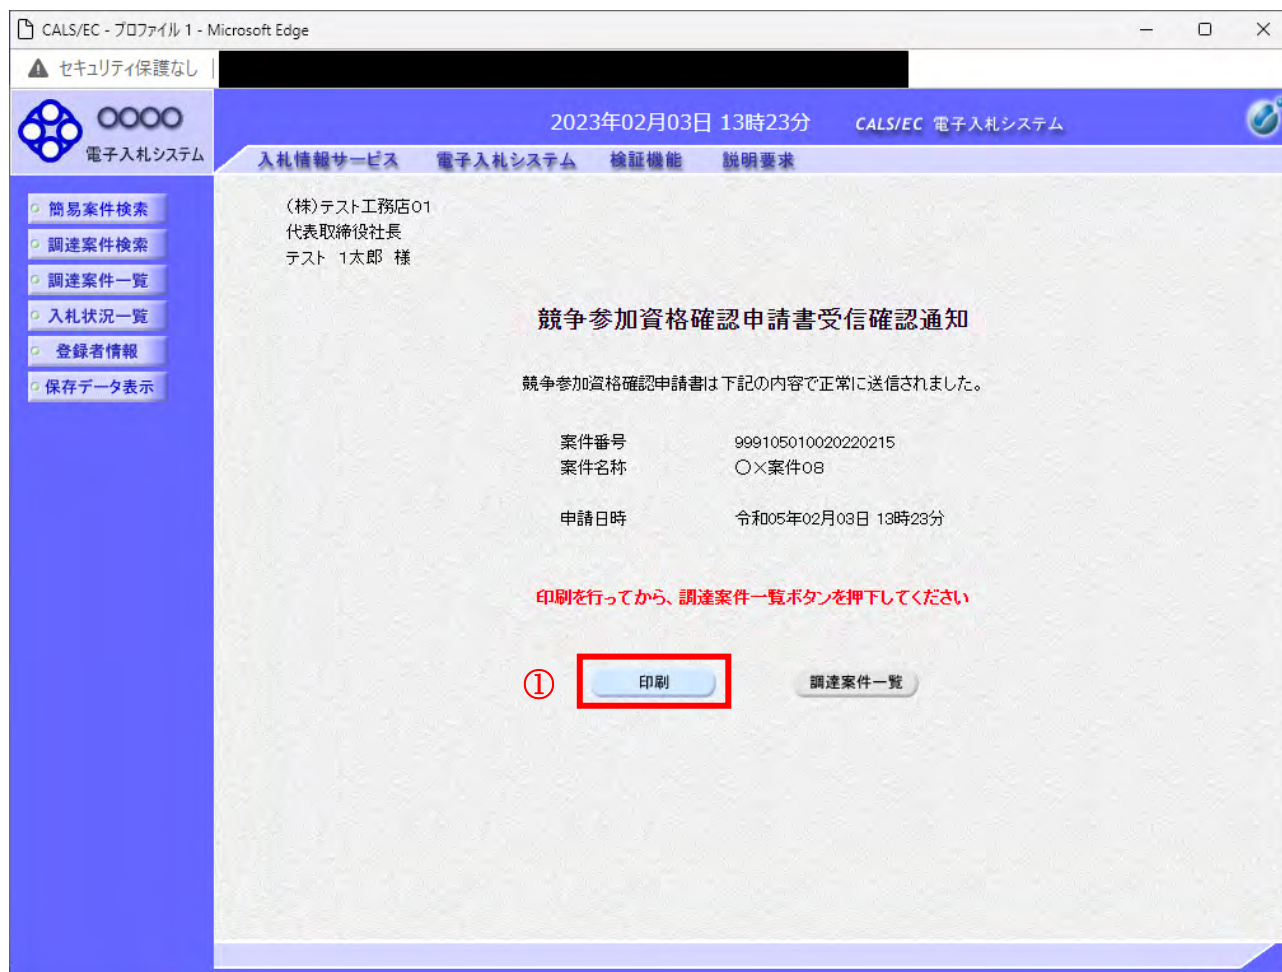 CALS/EC - プロファイル 1 - Microsoft Edge
セキュリティ保護なし
〇〇〇〇
電子入札システム
2023年02月03日 13時23分 CALS/EC 電子入札システム
入札情報サービス 電子入札システム 検証機能 説明要求
簡易案件検索
調達案件検索
調達案件一覧
入札状況一覧
登録者情報
保存データ表示
(株)テスト工務店01
代表取締役社長
テスト 1太郎 様
競争参加資格確認申請書受信確認通知
競争参加資格確認申請書は下記の内容で正常に送信されました。
案件番号 999105010020220215
案件名称 〇×案件08
申請日時 令和05年02月03日 13時23分
印刷を行ってから、調達案件一覧ボタンを押下してください
① 印刷 調達案件一覧